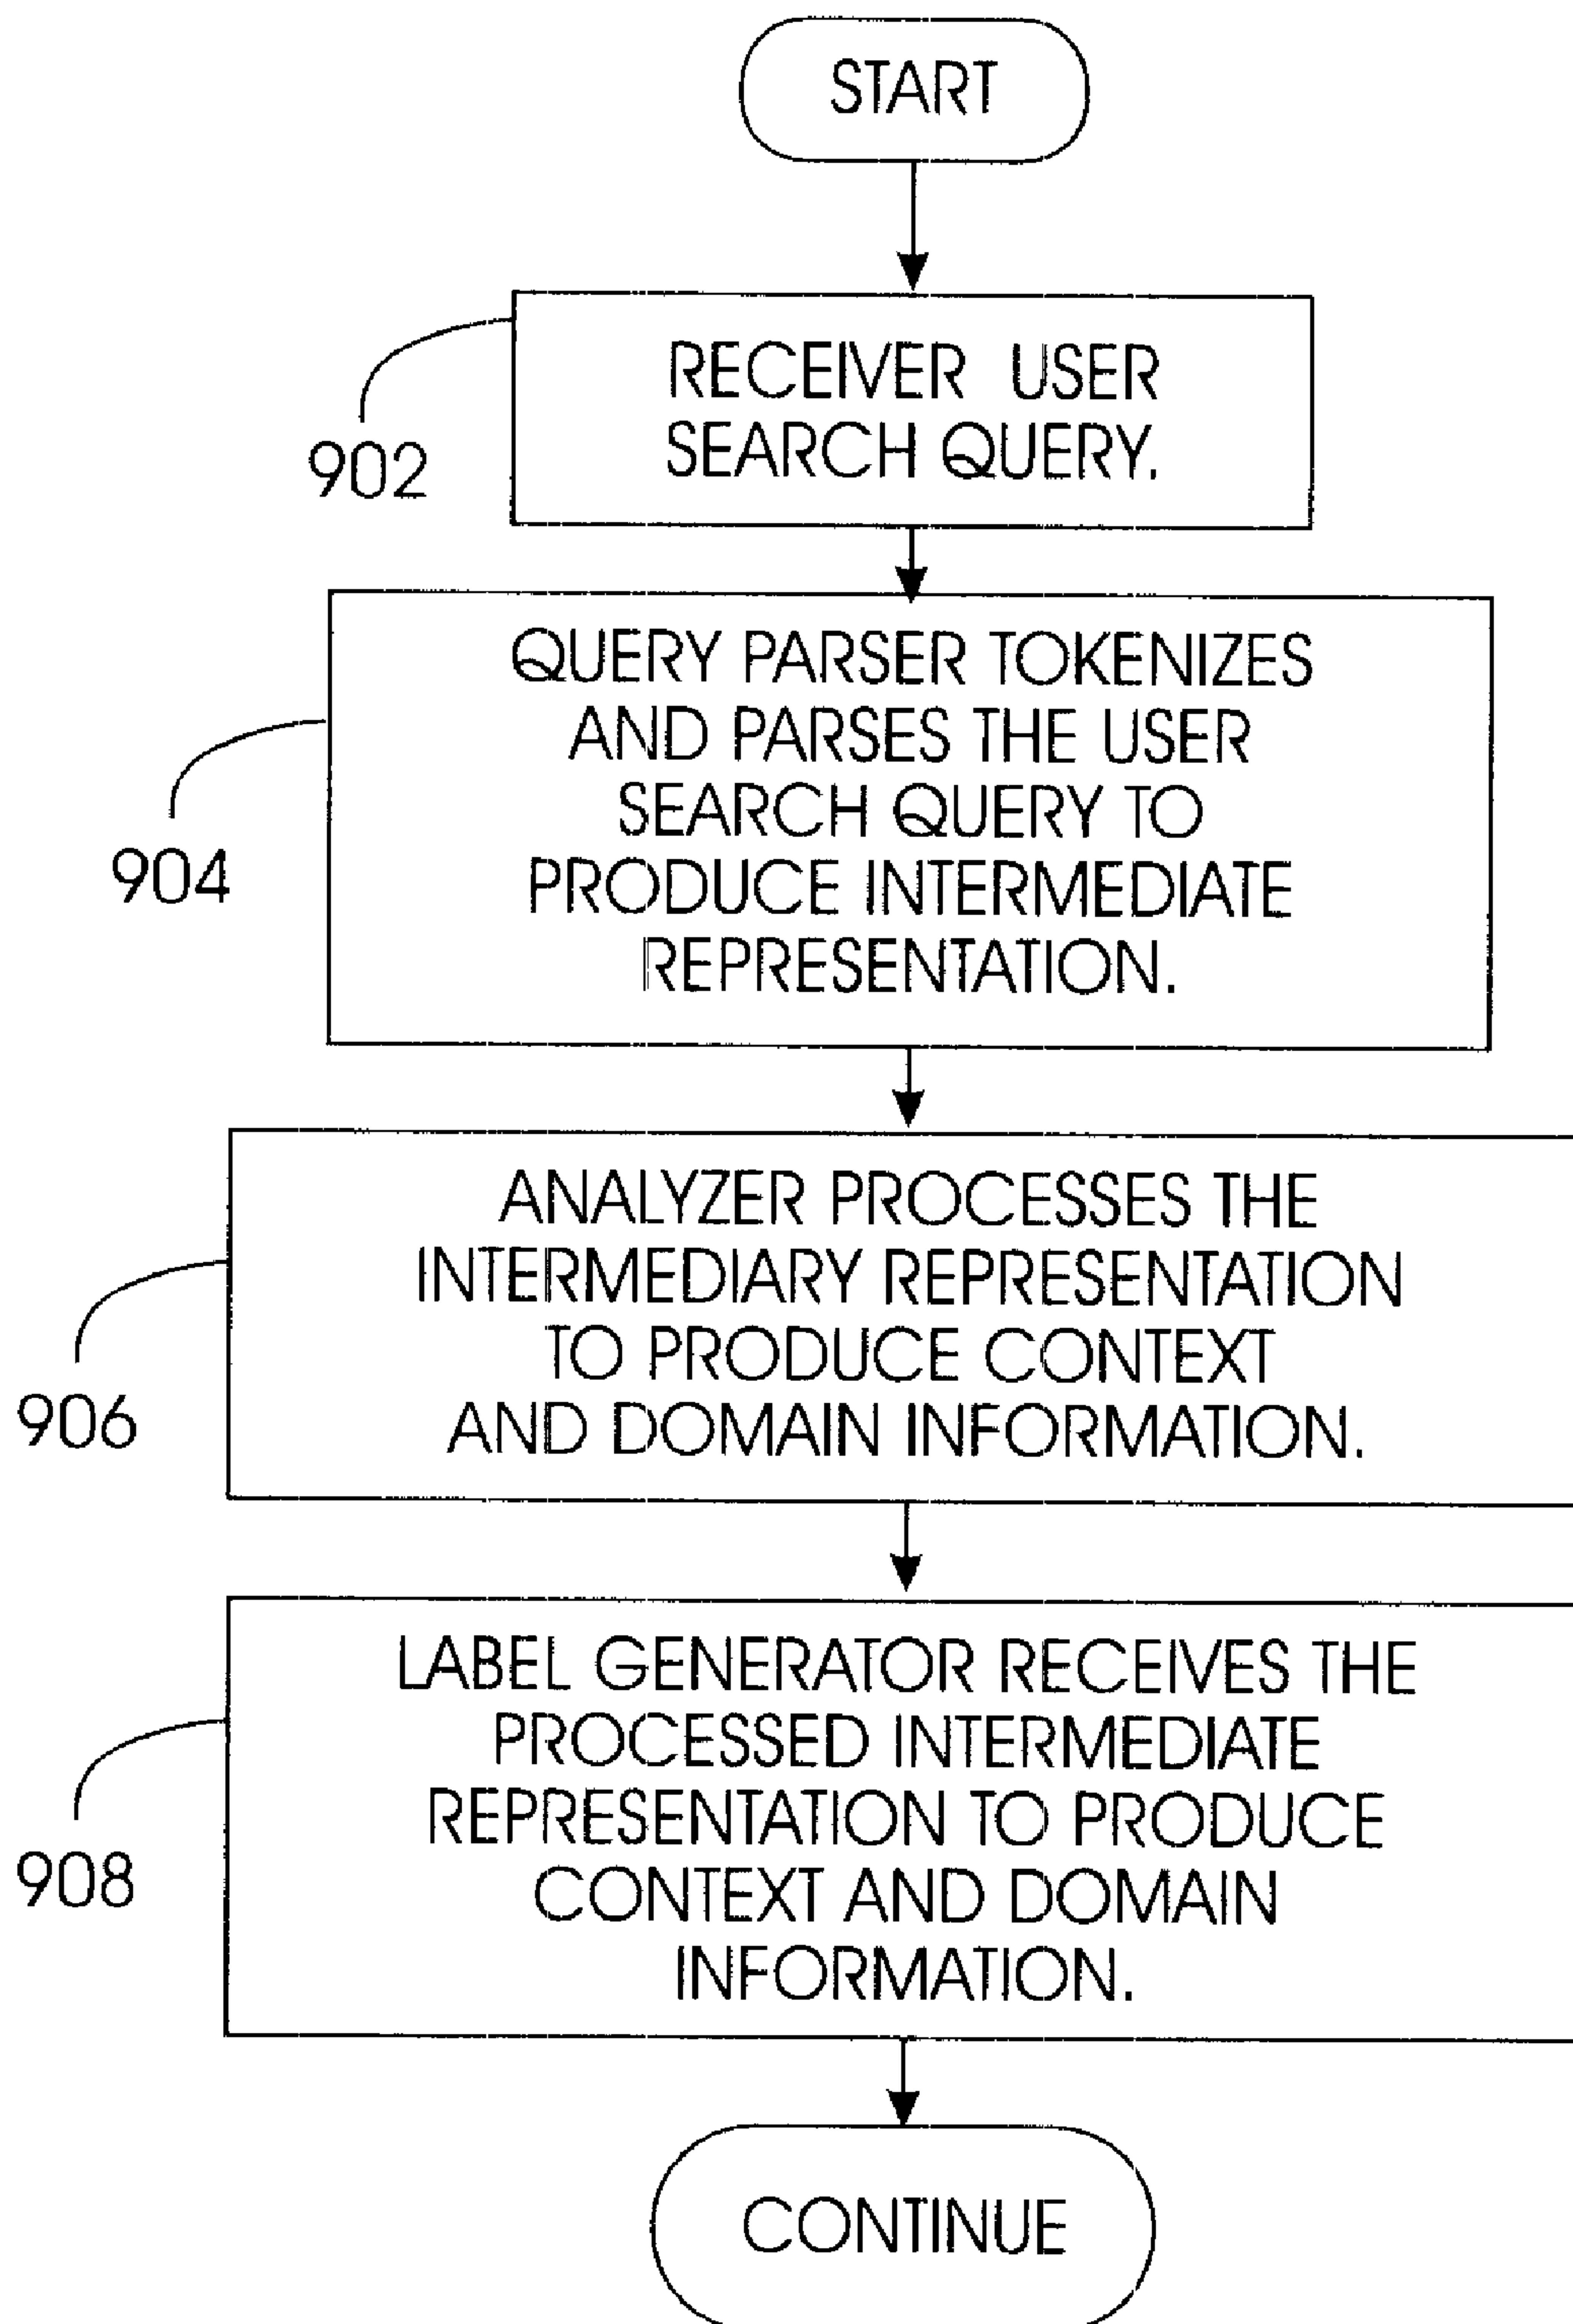 START
RECEIVER USER
SEARCH QUERY.
902
QUERY PARSER TOKENIZES
AND PARSES THE USER
SEARCH QUERY TO
PRODUCE INTERMEDIATE
REPRESENTATION.
904
ANALYZER PROCESSES THE
INTERMEDIARY REPRESENTATION
TO PRODUCE CONTEXT
AND DOMAIN INFORMATION.
906
LABEL GENERATOR RECEIVES THE
PROCESSED INTERMEDIATE
REPRESENTATION TO PRODUCE
CONTEXT AND DOMAIN
INFORMATION.
908
CONTINUE